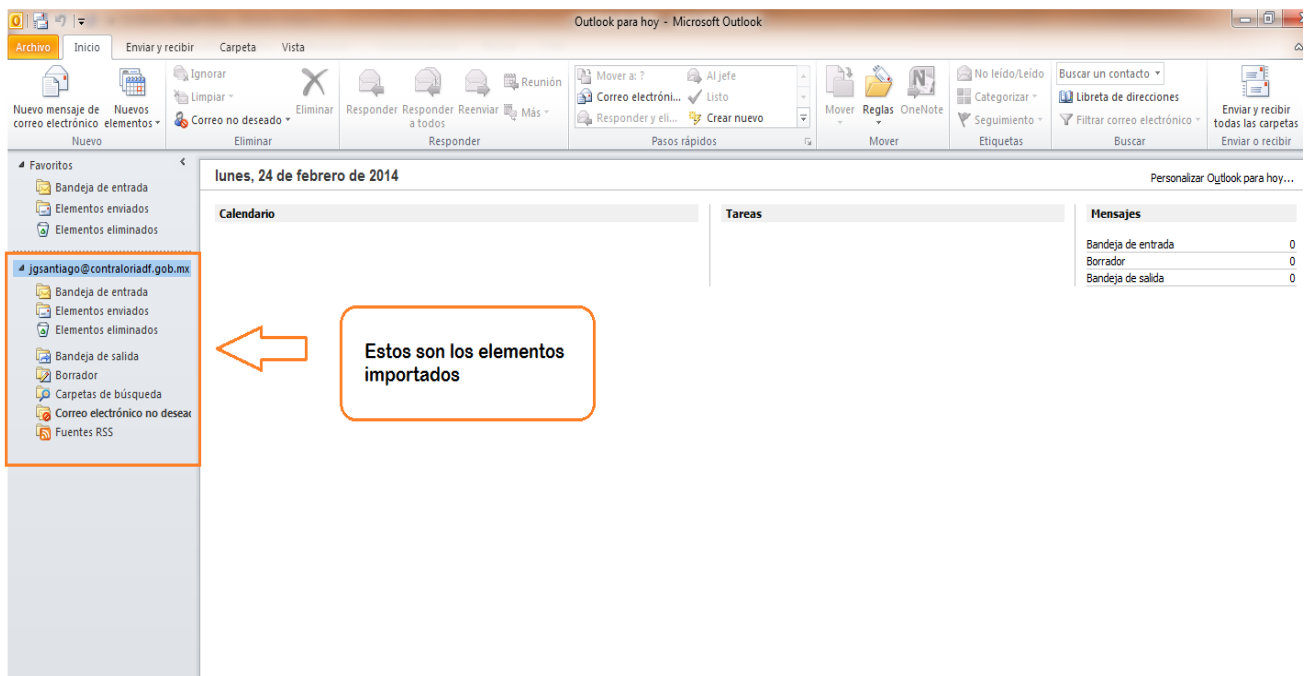 Outlook para hoy - Microsoft Outlook
Archivo Inicio Enviar y recibir Carpeta Vista
Nuevo mensaje de correo electrónico
Nuevos elementos
Nuevo
Ignorar
Limpiar
Correo no deseado
Eliminar
Eliminar
Responder
Responder a todos
Reenviar
Reunión
Más
Responder
Mover a: ?
Correo electróni...
Responder y eli...
Al jefe
Listo
Crear nuevo
Pasos rápidos
Mover
Reglas
OneNote
Mover
No leído/Leído
Categorizar
Seguimiento
Etiquetas
Buscar un contacto
Libreta de direcciones
Filtrar correo electrónico
Buscar
Enviar y recibir todas las carpetas
Enviar o recibir
Favoritos
Bandeja de entrada
Elementos enviados
Elementos eliminados
jgsantiago@contraloriadf.gob.mx
Bandeja de entrada
Elementos enviados
Elementos eliminados
Bandeja de salida
Borrador
Carpetas de búsqueda
Correo electrónico no desea
Fuentes RSS
lunes, 24 de febrero de 2014
Personalizar Outlook para hoy...
Calendario
Tareas
Mensajes
Bandeja de entrada 0
Borrador 0
Bandeja de salida 0
Estos son los elementos
importados